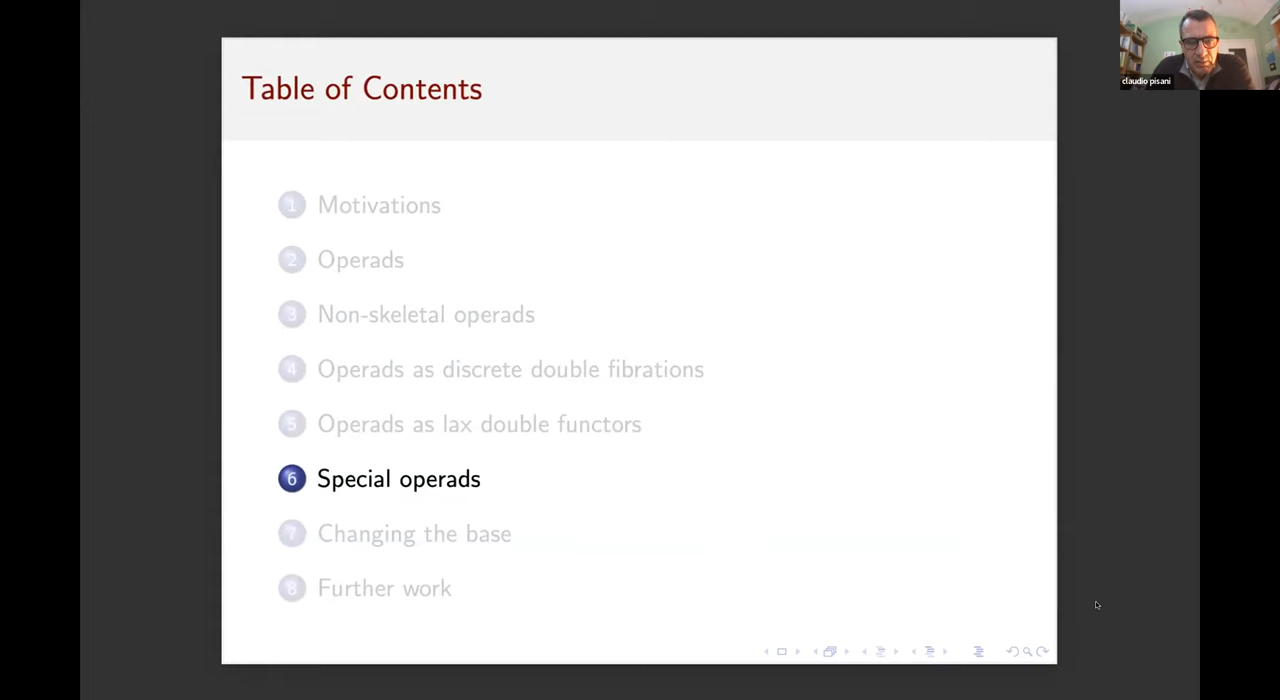 Table of Contents
claudio pisani
1 Motivations
2 Operads
3 Non-skeletal operads
4 Operads as discrete double fibrations
5 Operads as lax double functors
6 Special operads
7 Changing the base
8 Further work